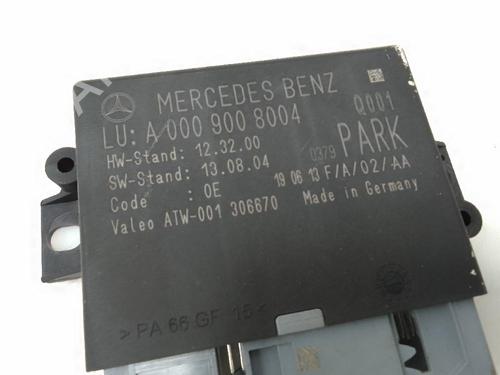 MERCEDES BENZ
LU: A 000 900 8004 Q001
HW-Stand: 12.32.00 0379 PARK
SW-Stand: 13.08.04 19 06 13 F/A/02/AA
Code : 0E Made in Germany
Valeo ATW-001 306670
>PA 66 GF 15<